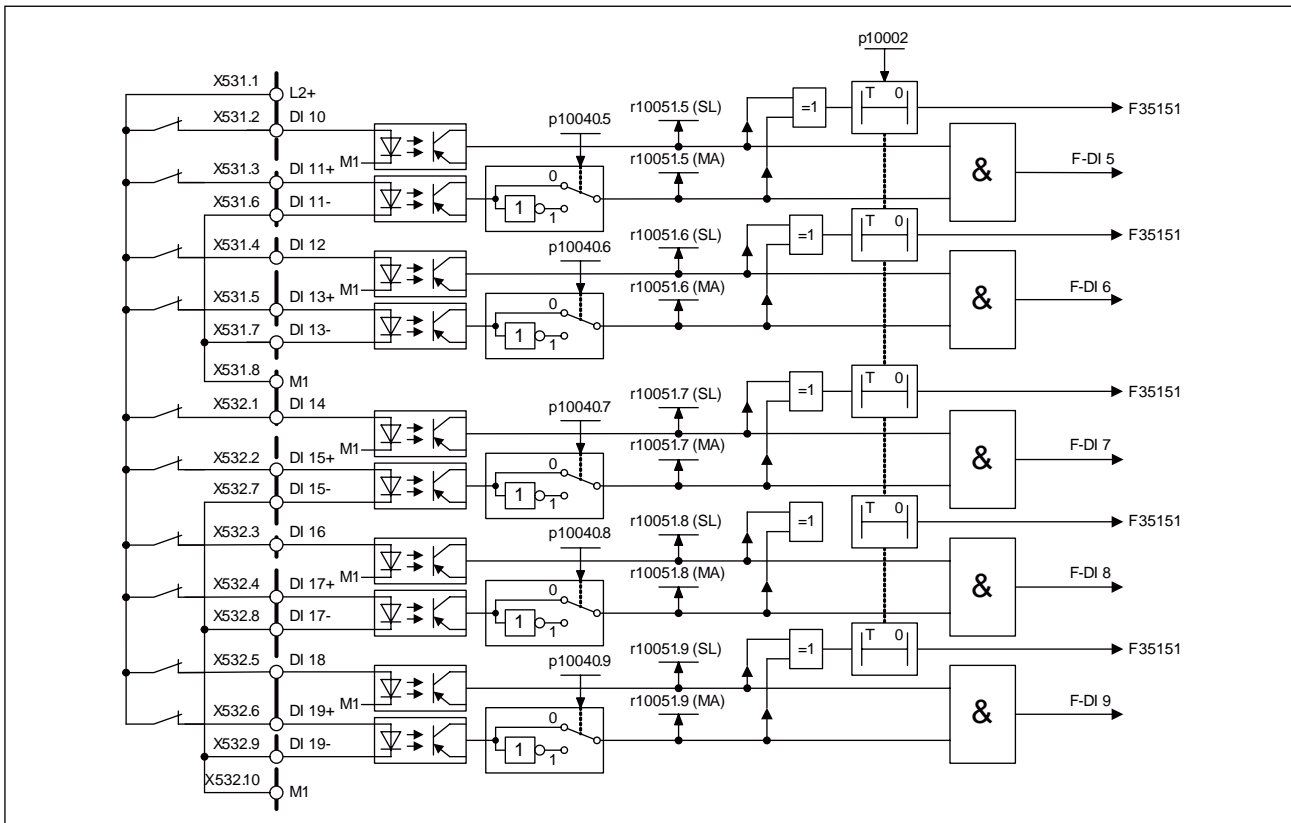 p10002
X531.1 L2+
r10051.5 (SL) =1 T 0 F35151
X531.2 DI 10
p10040.5
M1
r10051.5 (MA)
& F-DI 5
X531.3 DI 11+
0
1 1
X531.6 DI 11-
r10051.6 (SL) =1 T 0 F35151
X531.4 DI 12
p10040.6
M1
r10051.6 (MA)
& F-DI 6
X531.5 DI 13+
0
1 1
X531.7 DI 13-
X531.8 M1
r10051.7 (SL) =1 T 0 F35151
X532.1 DI 14
p10040.7
M1
r10051.7 (MA)
& F-DI 7
X532.2 DI 15+
0
1 1
X532.7 DI 15-
r10051.8 (SL) =1 T 0 F35151
X532.3 DI 16
p10040.8
M1
r10051.8 (MA)
& F-DI 8
X532.4 DI 17+
0
1 1
X532.8 DI 17-
r10051.9 (SL) =1 T 0 F35151
X532.5 DI 18
p10040.9
M1
r10051.9 (MA)
& F-DI 9
X532.6 DI 19+
0
1 1
X532.9 DI 19-
X532.10 M1